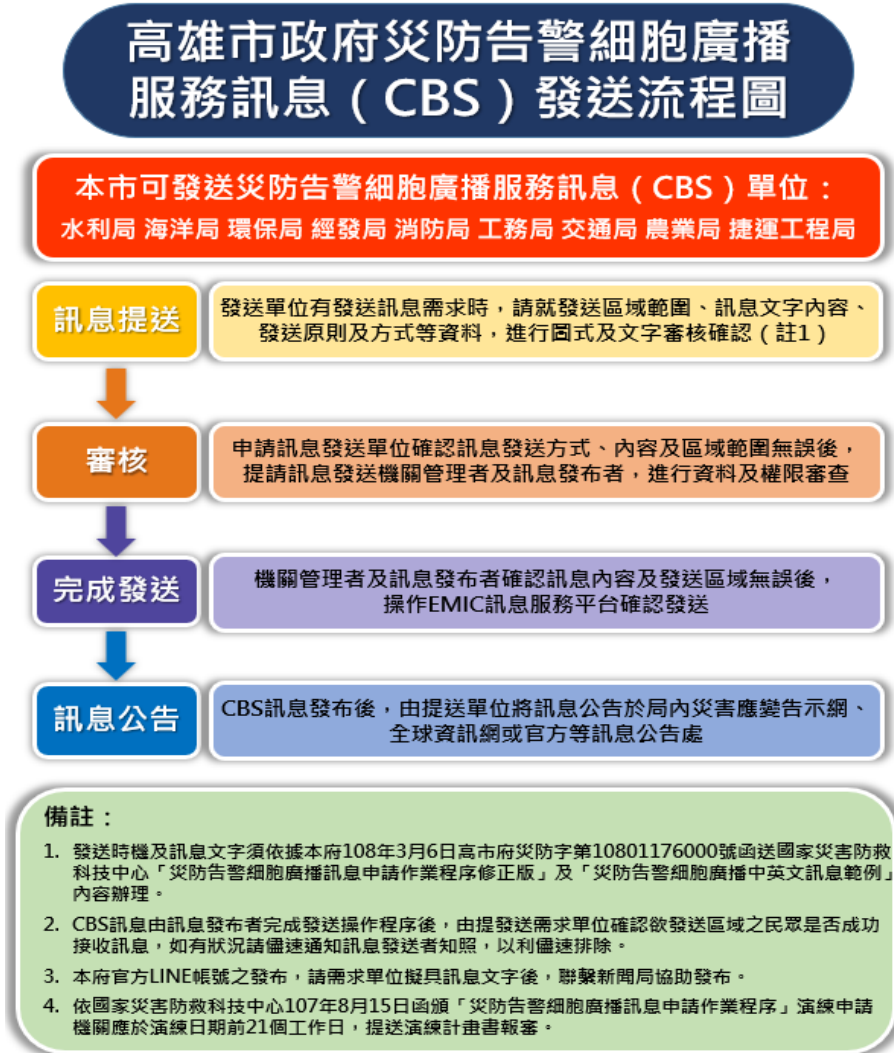 高雄市政府災防告警細胞廣播
服務訊息（CBS）發送流程圖
本市可發送災防告警細胞廣播服務訊息（CBS）單位：
水利局 海洋局 環保局 經發局 消防局 工務局 交通局 農業局 捷運工程局
訊息提送
發送單位有發送訊息需求時，請就發送區域範圍、訊息文字內容、
發送原則及方式等資料，進行圖式及文字審核確認（註1）
審核
申請訊息發送單位確認訊息發送方式、內容及區域範圍無誤後，
提請訊息發送機關管理者及訊息發布者，進行資料及權限審查
完成發送
機關管理者及訊息發布者確認訊息內容及發送區域無誤後，
操作EMIC訊息服務平台確認發送
訊息公告
CBS訊息發布後，由提送單位將訊息公告於局內災害應變告示網、
全球資訊網或官方等訊息公告處
備註：
1. 發送時機及訊息文字須依據本府108年3月6日高市府災防字第10801176000號函送國家災害防救
科技中心「災防告警細胞廣播訊息申請作業程序修正版」及「災防告警細胞廣播中英文訊息範例」
內容辦理。
2. CBS訊息由訊息發布者完成發送操作程序後，由提發送需求單位確認欲發送區域之民眾是否成功
接收訊息，如有狀況請儘速通知訊息發送者知照，以利儘速排除。
3. 本府官方LINE帳號之發布，請需求單位擬具訊息文字後，聯繫新聞局協助發布。
4. 依國家災害防救科技中心107年8月15日函頒「災防告警細胞廣播訊息申請作業程序」演練申請
機關應於演練日期前21個工作日，提送演練計畫書報審。